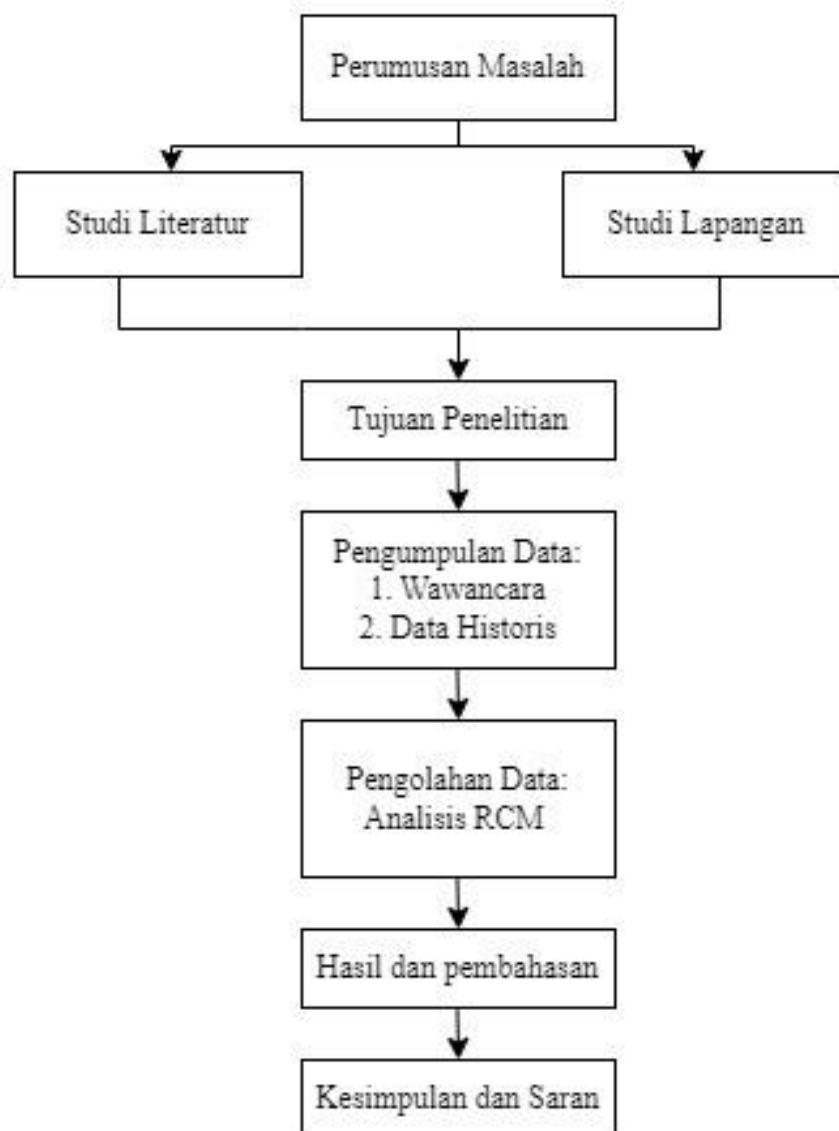 Perumusan Masalah
Studi Literatur
Studi Lapangan
Tujuan Penelitian
Pengumpulan Data:
1. Wawancara
2. Data Historis
Pengolahan Data:
Analisis RCM
Hasil dan pembahasan
Kesimpulan dan Saran